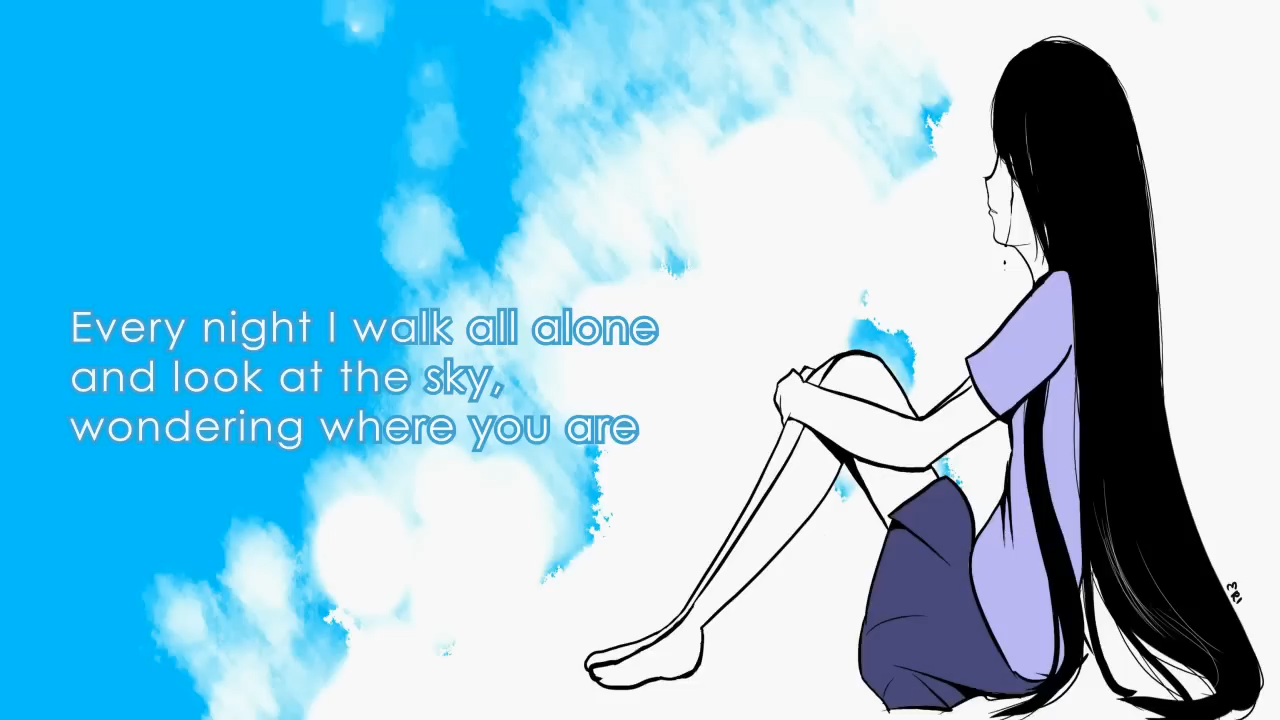 Every night I walk all alone
and look at the sky,
wondering where you are